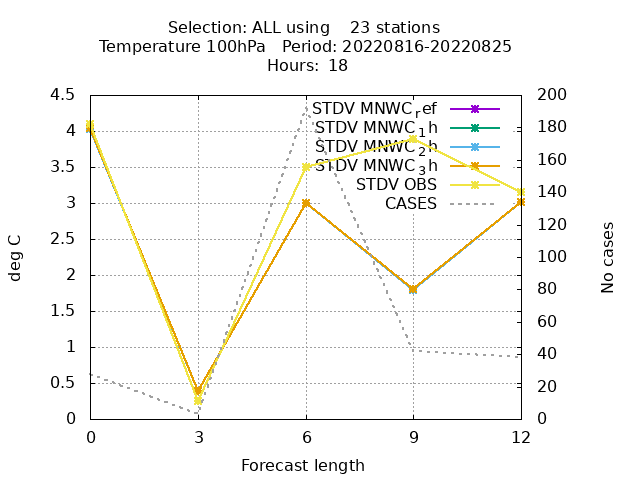 Selection: ALL using    23 stations
Temperature 100hPa   Period: 20220816-20220825
Hours:  18
4.5
4
3.5
3
2.5
2
1.5
1
0.5
0
deg C
STDV MNWC_ref
STDV MNWC_1h
STDV MNWC_2h
STDV MNWC_3h
STDV OBS
CASES
200
180
160
140
120
100
80
60
40
20
0
No cases
0 3 6 9 12
Forecast length